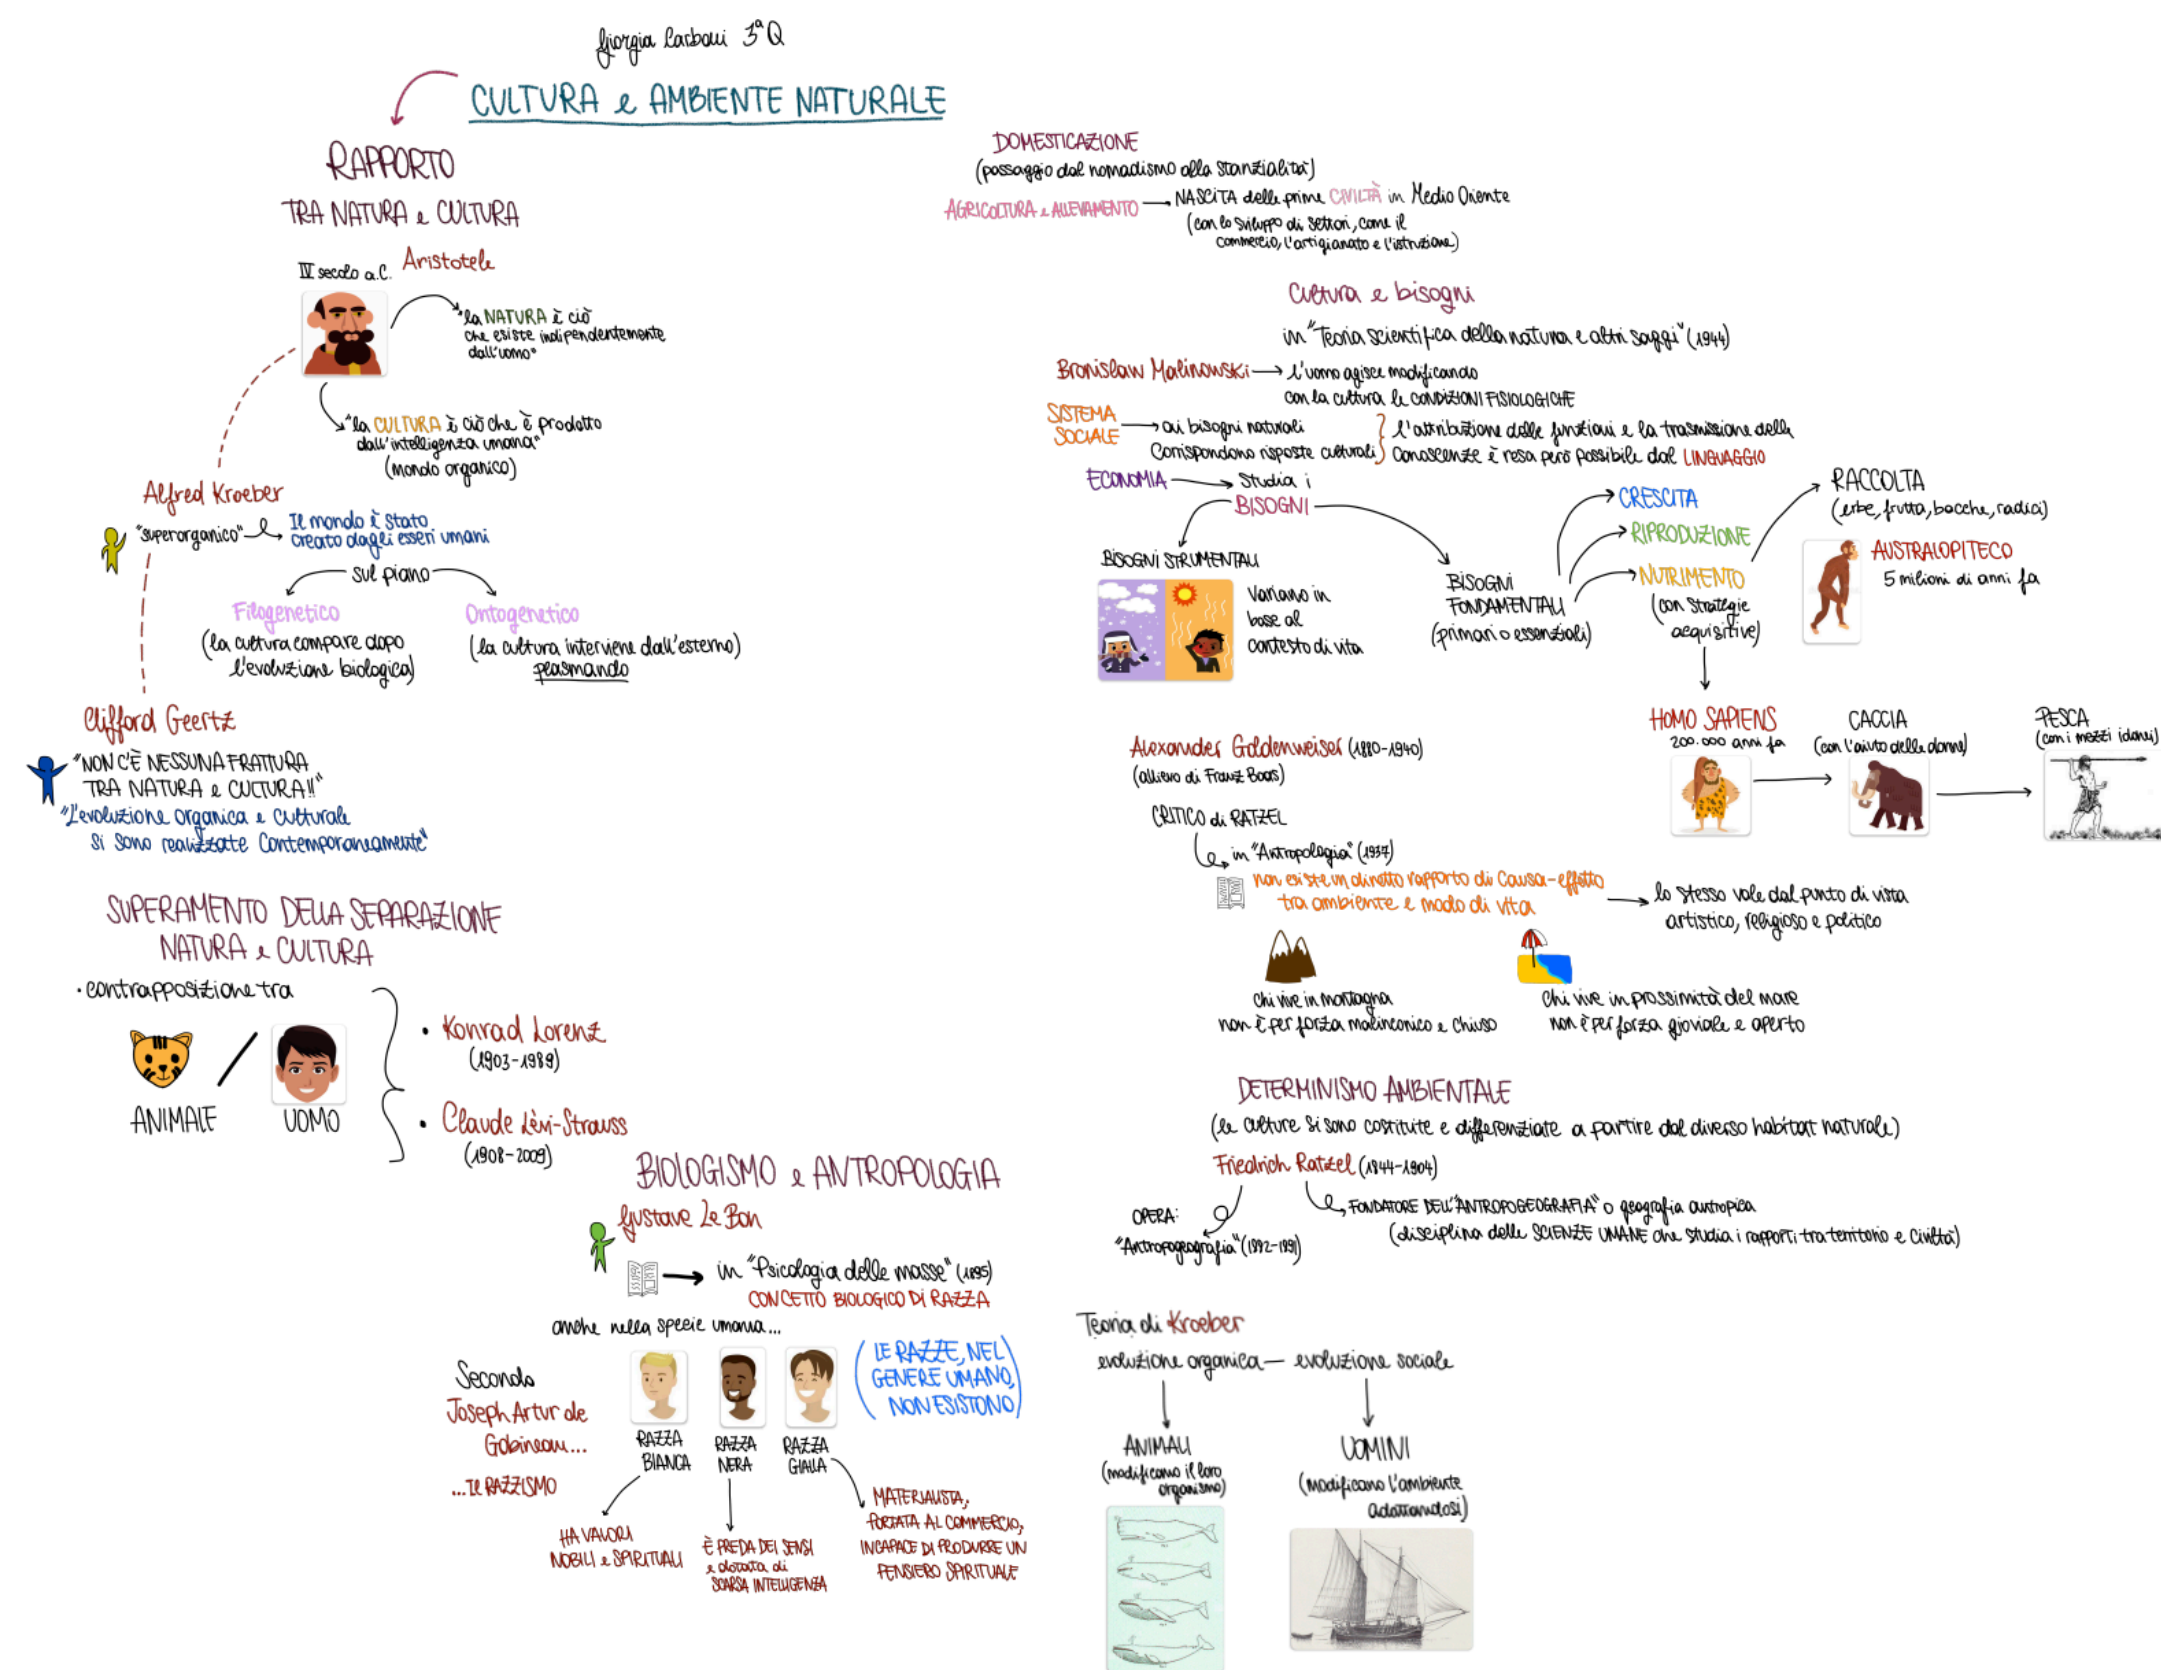 Giorgia Carboni 3ª Q
CULTURA e AMBIENTE NATURALE
RAPPORTO
TRA NATURA e CULTURA
IV secolo a.C. Aristotele
"la NATURA è ciò
che esiste indipendentemente
dall'uomo"
"la CULTURA è ciò che è prodotto
dall'intelligenza umana"
(mondo organico)
Alfred Kroeber
"superorganico"
Il mondo è stato
creato dagli esseri umani
sul piano
Filogenetico
(la cultura compare dopo
l'evoluzione biologica)
Ontogenetico
(la cultura interviene dall'esterno)
plasmando
Clifford Geertz
"NON C'È NESSUNA FRATTURA
TRA NATURA e CULTURA!!"
"L'evoluzione organica e culturale
si sono realizzate contemporaneamente"
SUPERAMENTO DELLA SEPARAZIONE
NATURA e CULTURA
• contrapposizione tra
ANIMALE
UOMO
• Konrad Lorenz
(1903-1989)
• Claude Lèvi-Strauss
(1908-2009)
BIOLOGISMO e ANTROPOLOGIA
Gustave Le Bon
in "Psicologia delle masse" (1895)
CONCETTO BIOLOGICO DI RAZZA
anche nella specie umana...
(LE RAZZE, NEL
GENERE UMANO,
NON ESISTONO)
Secondo
Joseph Artur de
Gobineau...
...Il RAZZISMO
RAZZA
BIANCA
RAZZA
NERA
RAZZA
GIALLA
HA VALORI
NOBILI e SPIRITUALI
È PREDA DEI SENSI
e dotata di
SCARSA INTELLIGENZA
MATERIALISTA,
PORTATA AL COMMERCIO,
INCAPACE DI PRODURRE UN
PENSIERO SPIRITUALE
DOMESTICAZIONE
(passaggio dal nomadismo alla stanzialità)
AGRICOLTURA e ALLEVAMENTO
NASCITA delle prime CIVILTÀ in Medio Oriente
(con lo sviluppo di settori, come il
commercio, l'artigianato e l'istruzione)
Cultura e bisogni
in "Teoria scientifica della natura e altri saggi" (1944)
Bronislaw Malinowski
l'uomo agisce modificando
con la cultura le CONDIZIONI FISIOLOGICHE
SISTEMA
SOCIALE
ai bisogni naturali
corrispondono risposte culturali
l'attribuzione delle funzioni e la trasmissione delle
conoscenze è resa però possibile dal LINGUAGGIO
ECONOMIA
studia i
BISOGNI
BISOGNI STRUMENTALI
Variano in
base al
contesto di vita
BISOGNI
FONDAMENTALI
(primari o essenziali)
CRESCITA
RIPRODUZIONE
NUTRIMENTO
(con strategie
acquisitive)
RACCOLTA
(erbe, frutta, bacche, radici)
AUSTRALOPITECO
5 milioni di anni fa
HOMO SAPIENS
200.000 anni fa
CACCIA
(con l'aiuto delle donne)
PESCA
(con i mezzi idonei)
Alexander Goldenweiser (1880-1940)
(allievo di Franz Boas)
CRITICO di RATZEL
in "Antropologia" (1937)
non esiste un diretto rapporto di causa-effetto
tra ambiente e modo di vita
lo stesso vale dal punto di vista
artistico, religioso e politico
Chi vive in montagna
non è per forza malinconico e chiuso
Chi vive in prossimità del mare
non è per forza gioviale e aperto
DETERMINISMO AMBIENTALE
(le culture si sono costituite e differenziate a partire dal diverso habitat naturale)
Friedrich Ratzel (1844-1904)
OPERA:
"Antropogeografia" (1882-1891)
FONDATORE DELL'"ANTROPOGEOGRAFIA" o geografia antropica
(disciplina delle SCIENZE UMANE che studia i rapporti tra territorio e civiltà)
Teoria di Kroeber
evoluzione organica — evoluzione sociale
ANIMALI
(modificano il loro
organismo)
UOMINI
(modificano l'ambiente
adattandosi)